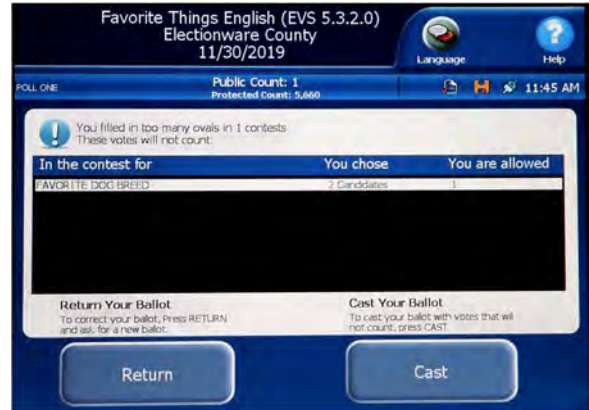 Favorite Things English (EVS 5.3.2.0)
Electionware County
11/30/2019
Language
Help
POLL ONE
Public Count: 1
Protected Count: 5,660
11:45 AM
You filled in too many ovals in 1 contests
These votes will not count.
In the contest for You chose You are allowed
FAVORITE DOG BREED 2 Candidates 1
Return Your Ballot
To correct your ballot, Press RETURN
and ask for a new ballot.
Cast Your Ballot
To cast your ballot with votes that will
not count, press CAST
Return
Cast